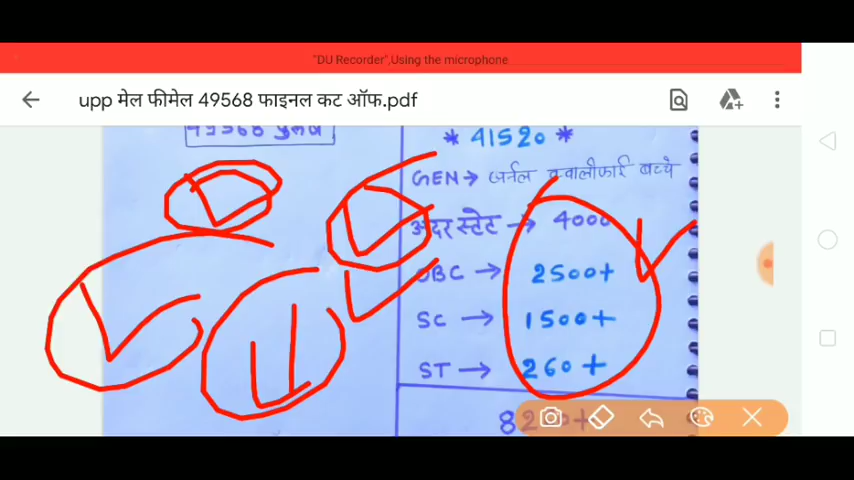 "DU Recorder",Using the microphone
upp मेल फीमेल 49568 फाइनल कट ऑफ.pdf
* 41520 *
GEN → जर्नल क्वालीफाई बच्चे
अदर स्टेट → 4000
OBC → 2500+
SC → 1500+
ST → 260+